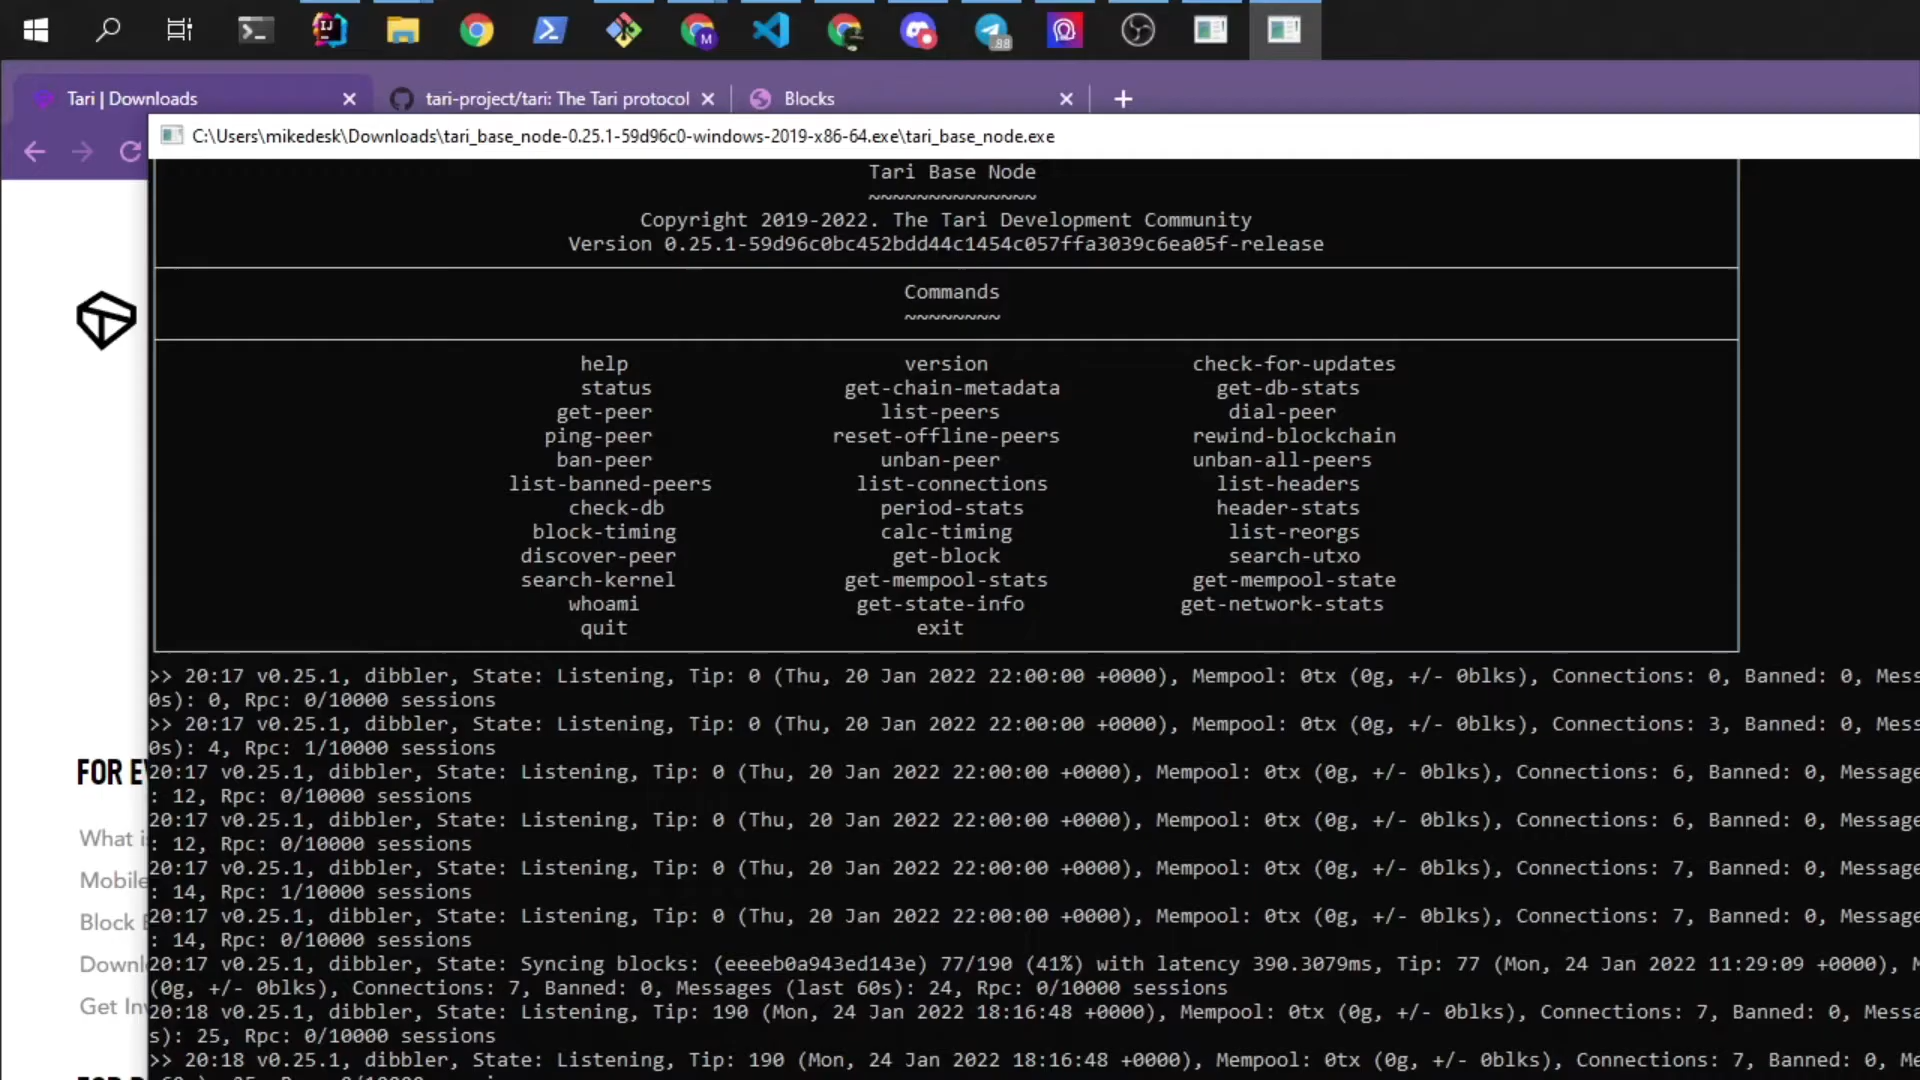 88
Tari | Downloads
tari-project/tari: The Tari protocol
Blocks
C:\Users\mikedesk\Downloads\tari_base_node-0.25.1-59d96c0-windows-2019-x86-64.exe\tari_base_node.exe
Tari Base Node
~~~~~~~~~~~~~~
Copyright 2019-2022. The Tari Development Community
Version 0.25.1-59d96c0bc452bdd44c1454c057ffa3039c6ea05f-release
Commands
~~~~~~~~
help version check-for-updates
status get-chain-metadata get-db-stats
get-peer list-peers dial-peer
ping-peer reset-offline-peers rewind-blockchain
ban-peer unban-peer unban-all-peers
list-banned-peers list-connections list-headers
check-db period-stats header-stats
block-timing calc-timing list-reorgs
discover-peer get-block search-utxo
search-kernel get-mempool-stats get-mempool-state
whoami get-state-info get-network-stats
quit exit
>> 20:17 v0.25.1, dibbler, State: Listening, Tip: 0 (Thu, 20 Jan 2022 22:00:00 +0000), Mempool: 0tx (0g, +/- 0blks), Connections: 0, Banned: 0, Mess
0s): 0, Rpc: 0/10000 sessions
>> 20:17 v0.25.1, dibbler, State: Listening, Tip: 0 (Thu, 20 Jan 2022 22:00:00 +0000), Mempool: 0tx (0g, +/- 0blks), Connections: 3, Banned: 0, Mess
0s): 4, Rpc: 1/10000 sessions
20:17 v0.25.1, dibbler, State: Listening, Tip: 0 (Thu, 20 Jan 2022 22:00:00 +0000), Mempool: 0tx (0g, +/- 0blks), Connections: 6, Banned: 0, Message
: 12, Rpc: 0/10000 sessions
20:17 v0.25.1, dibbler, State: Listening, Tip: 0 (Thu, 20 Jan 2022 22:00:00 +0000), Mempool: 0tx (0g, +/- 0blks), Connections: 6, Banned: 0, Message
: 12, Rpc: 0/10000 sessions
20:17 v0.25.1, dibbler, State: Listening, Tip: 0 (Thu, 20 Jan 2022 22:00:00 +0000), Mempool: 0tx (0g, +/- 0blks), Connections: 7, Banned: 0, Message
: 14, Rpc: 1/10000 sessions
20:17 v0.25.1, dibbler, State: Listening, Tip: 0 (Thu, 20 Jan 2022 22:00:00 +0000), Mempool: 0tx (0g, +/- 0blks), Connections: 7, Banned: 0, Message
: 14, Rpc: 0/10000 sessions
20:17 v0.25.1, dibbler, State: Syncing blocks: (eeeeb0a943ed143e) 77/190 (41%) with latency 390.3079ms, Tip: 77 (Mon, 24 Jan 2022 11:29:09 +0000), M
(0g, +/- 0blks), Connections: 7, Banned: 0, Messages (last 60s): 24, Rpc: 0/10000 sessions
20:18 v0.25.1, dibbler, State: Listening, Tip: 190 (Mon, 24 Jan 2022 18:16:48 +0000), Mempool: 0tx (0g, +/- 0blks), Connections: 7, Banned: 0, M
s): 25, Rpc: 0/10000 sessions
>> 20:18 v0.25.1, dibbler, State: Listening, Tip: 190 (Mon, 24 Jan 2022 18:16:48 +0000), Mempool: 0tx (0g, +/- 0blks), Connections: 7, Banned: 0, M
FOR E
What i
Mobile
Block
Downl
Get In